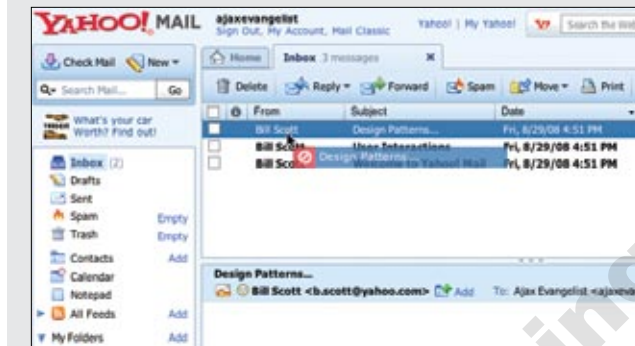 YAHOO! MAIL
ajaxevangelist
Sign Out, My Account, Mail Classic
Yahoo! | My Yahoo!
Search the We
Check Mail New
Home Inbox 3 messages
Search Mail... Go
Delete Reply Forward Spam Move Print
What's your car
Worth? Find out!
From Subject Date
Bill Scott Design Patterns... Fri, 8/29/08 4:51 PM
Bill Scott User Interactions Fri, 8/29/08 4:51 PM
Bill Sco Welcome to Yahoo! Mail Fri, 8/29/08 4:51 PM
Design Patterns...
Inbox (2)
Drafts
Sent
Spam Empty
Trash Empty
Contacts Add
Calendar
Notepad
All Feeds Add
My Folders Add
Design Patterns...
Bill Scott <b.scott@yahoo.com> Add To: Ajax Evangelist <ajaxeva
ing